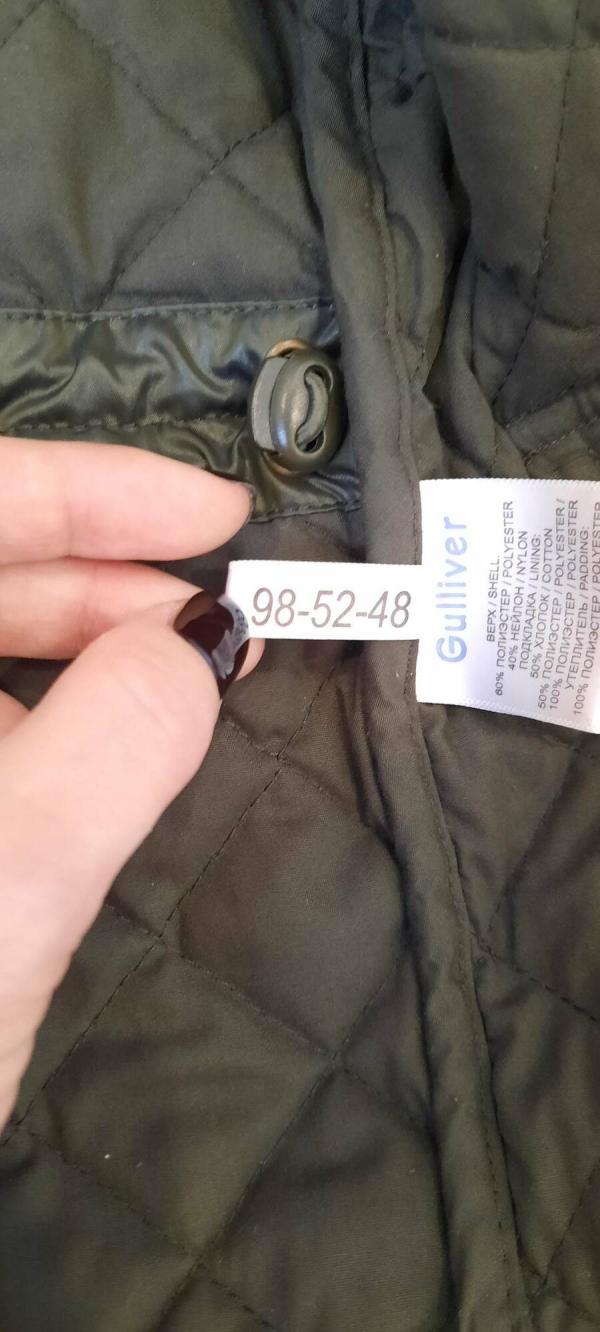 98-52-48
Gulliver
ВЕРХ / SHELL:
60% ПОЛИЭСТЕР / POLYESTER
40% НЕЙЛОН / NYLON
ПОДКЛАДКА / LINING:
50% ХЛОПОК / COTTON
50% ПОЛИЭСТЕР / POLYESTER
100% ПОЛИЭСТЕР / POLYESTER /
УТЕПЛИТЕЛЬ / PADDING:
100% ПОЛИЭСТЕР / POLYESTER